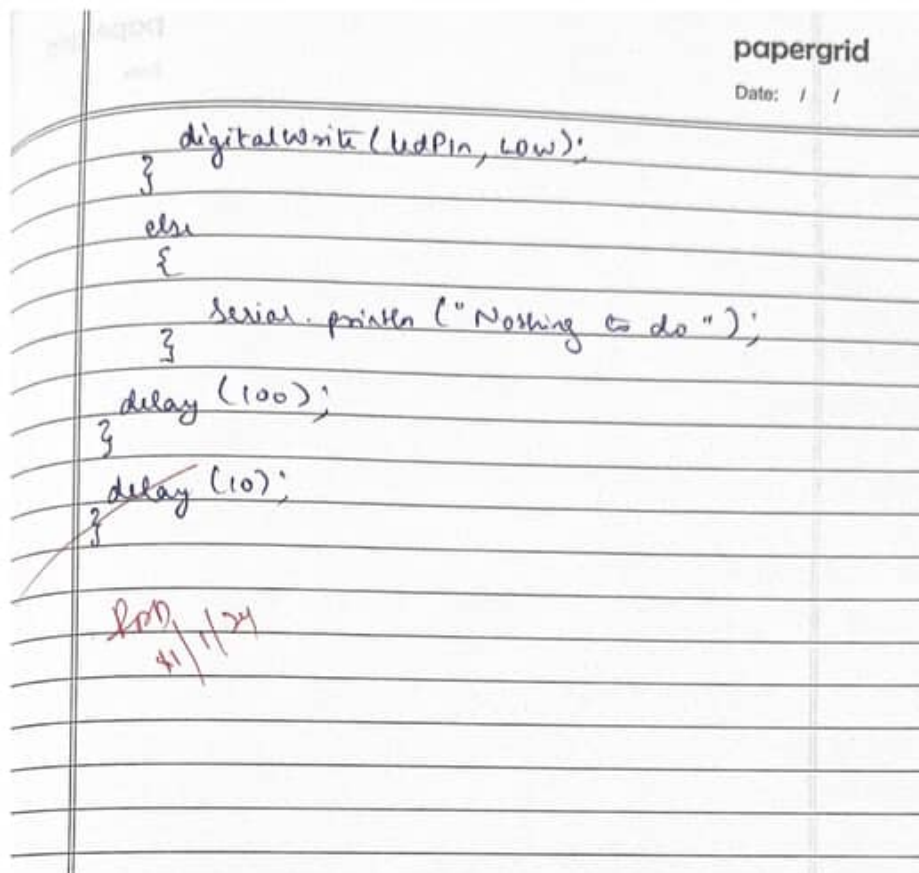 papergrid
Date: / /
digitalWrite (ledPin, LOW);
}
else
{
Serial. println ("Nothing to do");
}
delay (100);
}
delay (10);
}